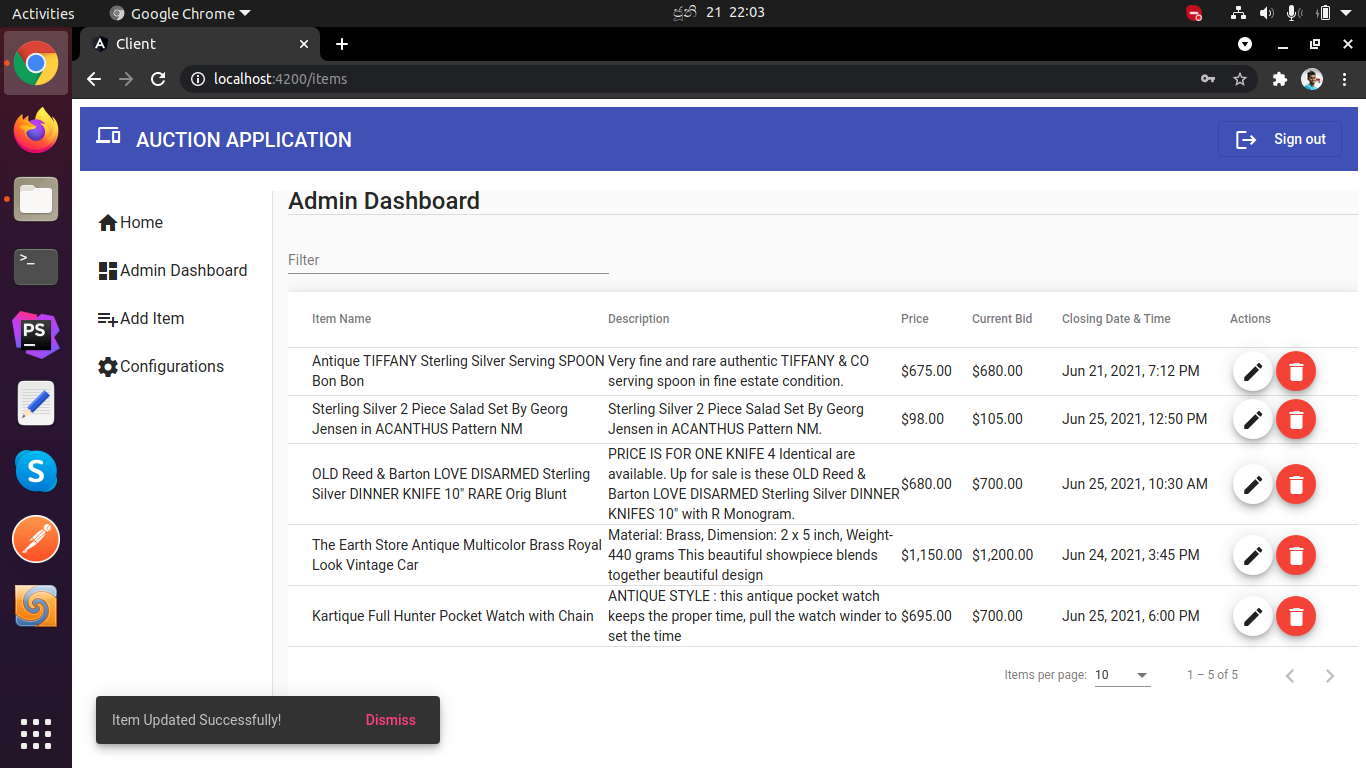 Activities
Google Chrome
ජූනි 21 22:03
Client
localhost:4200/items
AUCTION APPLICATION
Sign out
Home
Admin Dashboard
Add Item
Configurations
Admin Dashboard
Filter
Item Name Description Price Current Bid Closing Date & Time Actions
Antique TIFFANY Sterling Silver Serving SPOON
Bon Bon
Very fine and rare authentic TIFFANY & CO
serving spoon in fine estate condition.
$675.00 $680.00 Jun 21, 2021, 7:12 PM
Sterling Silver 2 Piece Salad Set By Georg
Jensen in ACANTHUS Pattern NM
Sterling Silver 2 Piece Salad Set By Georg
Jensen in ACANTHUS Pattern NM.
$98.00 $105.00 Jun 25, 2021, 12:50 PM
OLD Reed & Barton LOVE DISARMED Sterling
Silver DINNER KNIFE 10" RARE Orig Blunt
PRICE IS FOR ONE KNIFE 4 Identical are
available. Up for sale is these OLD Reed &
Barton LOVE DISARMED Sterling Silver DINNER
KNIFES 10" with R Monogram.
$680.00 $700.00 Jun 25, 2021, 10:30 AM
The Earth Store Antique Multicolor Brass Royal
Look Vintage Car
Material: Brass, Dimension: 2 x 5 inch, Weight-
440 grams This beautiful showpiece blends
together beautiful design
$1,150.00 $1,200.00 Jun 24, 2021, 3:45 PM
Kartique Full Hunter Pocket Watch with Chain
ANTIQUE STYLE : this antique pocket watch
keeps the proper time, pull the watch winder to
set the time
$695.00 $700.00 Jun 25, 2021, 6:00 PM
Items per page: 10 1 – 5 of 5
Item Updated Successfully! Dismiss
PS
S
>_